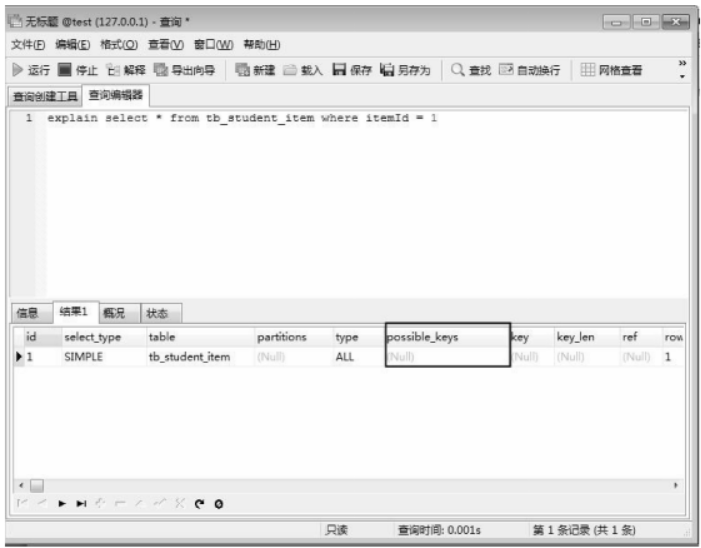 无标题 @test (127.0.0.1) - 查询 *
文件(F) 编辑(E) 格式(O) 查看(V) 窗口(W) 帮助(H)
运行 停止 解释 导出向导 新建 载入 保存 另存为 查找 自动换行 网格查看 »
查询创建工具 查询编辑器
1 explain select * from tb_student_item where itemId = 1
信息 结果1 概况 状态
id select_type table partitions type possible_keys key key_len ref row
1 SIMPLE tb_student_item (Null) ALL (Null) (Null) (Null) (Null) 1
只读 查询时间: 0.001s 第 1 条记录 (共 1 条)